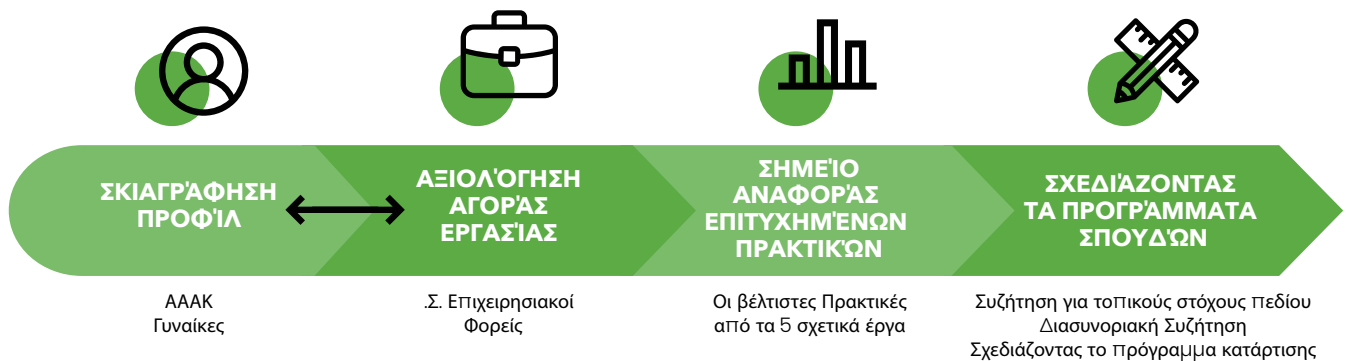 ΣΚΙΑΓΡΆΦΗΣΗ
ΠΡΟΦΊΛ
ΑΞΙΟΛΌΓΗΣΗ
ΑΓΟΡΆΣ
ΕΡΓΑΣΊΑΣ
ΣΗΜΕΊΟ
ΑΝΑΦΟΡΆΣ
ΕΠΙΤΥΧΗΜΈΝΩΝ
ΠΡΑΚΤΙΚΏΝ
ΣΧΕΔΙΆΖΟΝΤΑΣ
ΤΑ ΠΡΟΓΡΆΜΜΑΤΑ
ΣΠΟΥΔΏΝ
ΑΑΑΚ
Γυναίκες
.Σ. Επιχειρησιακοί
Φορείς
Οι βέλτιστες Πρακτικές
από τα 5 σχετικά έργα
Συζήτηση για τοπικούς στόχους πεδίου
Διασυνοριακή Συζήτηση
Σχεδιάζοντας το πρόγραμμα κατάρτισης